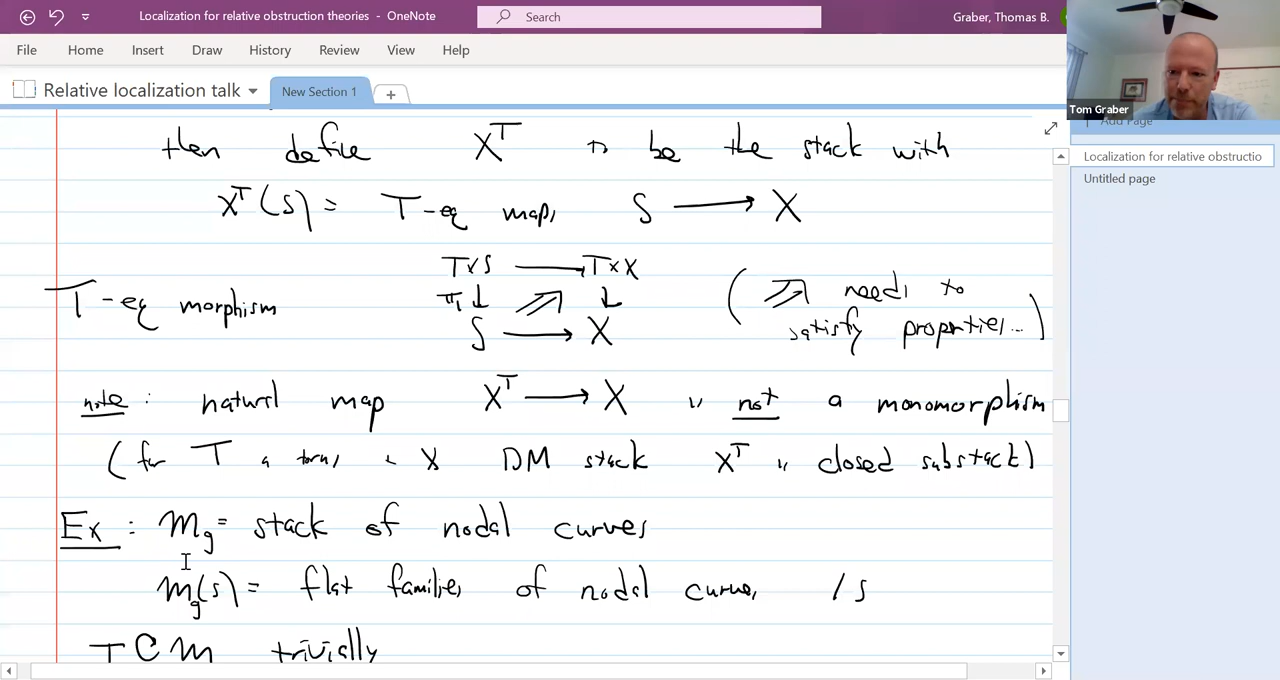 Localization for relative obstruction theories - OneNote
Search
Graber, Thomas B.
File Home Insert Draw History Review View Help
Relative localization talk
New Section 1
+
Tom Graber
Add Page
Localization for relative obstructio
Untitled page
then define X^T to be the stack with
X^T(S) = T-eq maps S → X
T×S → T×X
T-eq morphism π↓ ⇗ ↓ ( ⇗ needs to
S → X satisfy properties... )
note: natural map X^T → X is not a monomorphism
(for T a torus + X DM stack X^T is closed substack)
Ex: M_g = stack of nodal curves
M_g(S) = flat families of nodal curves /S
T C M trivially